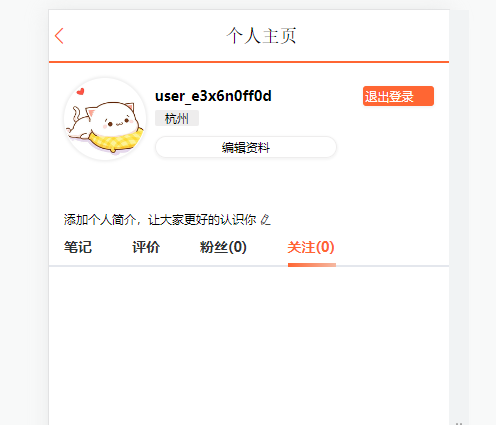 个人主页
user_e3x6n0ff0d
退出登录
杭州
编辑资料
添加个人简介，让大家更好的认识你
笔记 评价 粉丝(0) 关注(0)